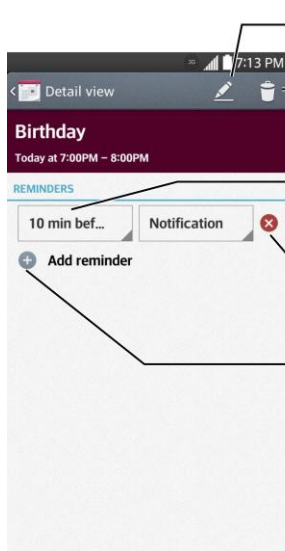 7:13 PM
Detail view
Birthday
Today at 7:00PM – 8:00PM
REMINDERS
10 min bef...
Notification
Add reminder